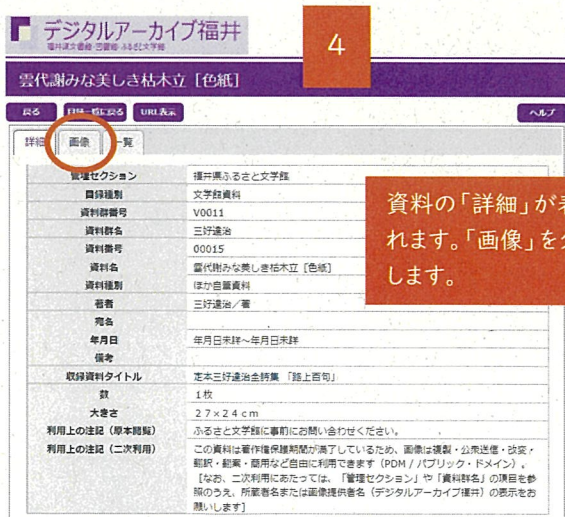 デジタルアーカイブ福井
福井県文書館・図書館・ふるさと文学館
4
雲代謝みな美しき枯木立［色紙］
戻る 目録一覧に戻る URL表示 ヘルプ
詳細 画像 一覧
管理セクション 福井県ふるさと文学館
目録種別 文学館資料
資料群番号 V0011
資料群名 三好達治
資料番号 00015
資料名 雲代謝みな美しき枯木立［色紙］
資料種別 ほか自筆資料
著者 三好達治／著
宛名
年月日 年月日未詳～年月日未詳
備考
収録資料タイトル 定本三好達治全詩集 「路上百句」
数 1枚
大きさ 27×24cm
利用上の注記（原本閲覧） ふるさと文学館に事前にお問い合わせください。
利用上の注記（二次利用） この資料は著作権保護期間が満了しているため、画像は複製・公衆送信・改変・
翻訳・翻案・商用など自由に利用できます（PDM / パブリック・ドメイン）。
［なお、二次利用にあたっては、「管理セクション」や「資料群名」の項目を参
照のうえ、所蔵者名または画像提供者名（デジタルアーカイブ福井）の表示をお
願いします］
資料の「詳細」が表
れます。「画像」を
します。